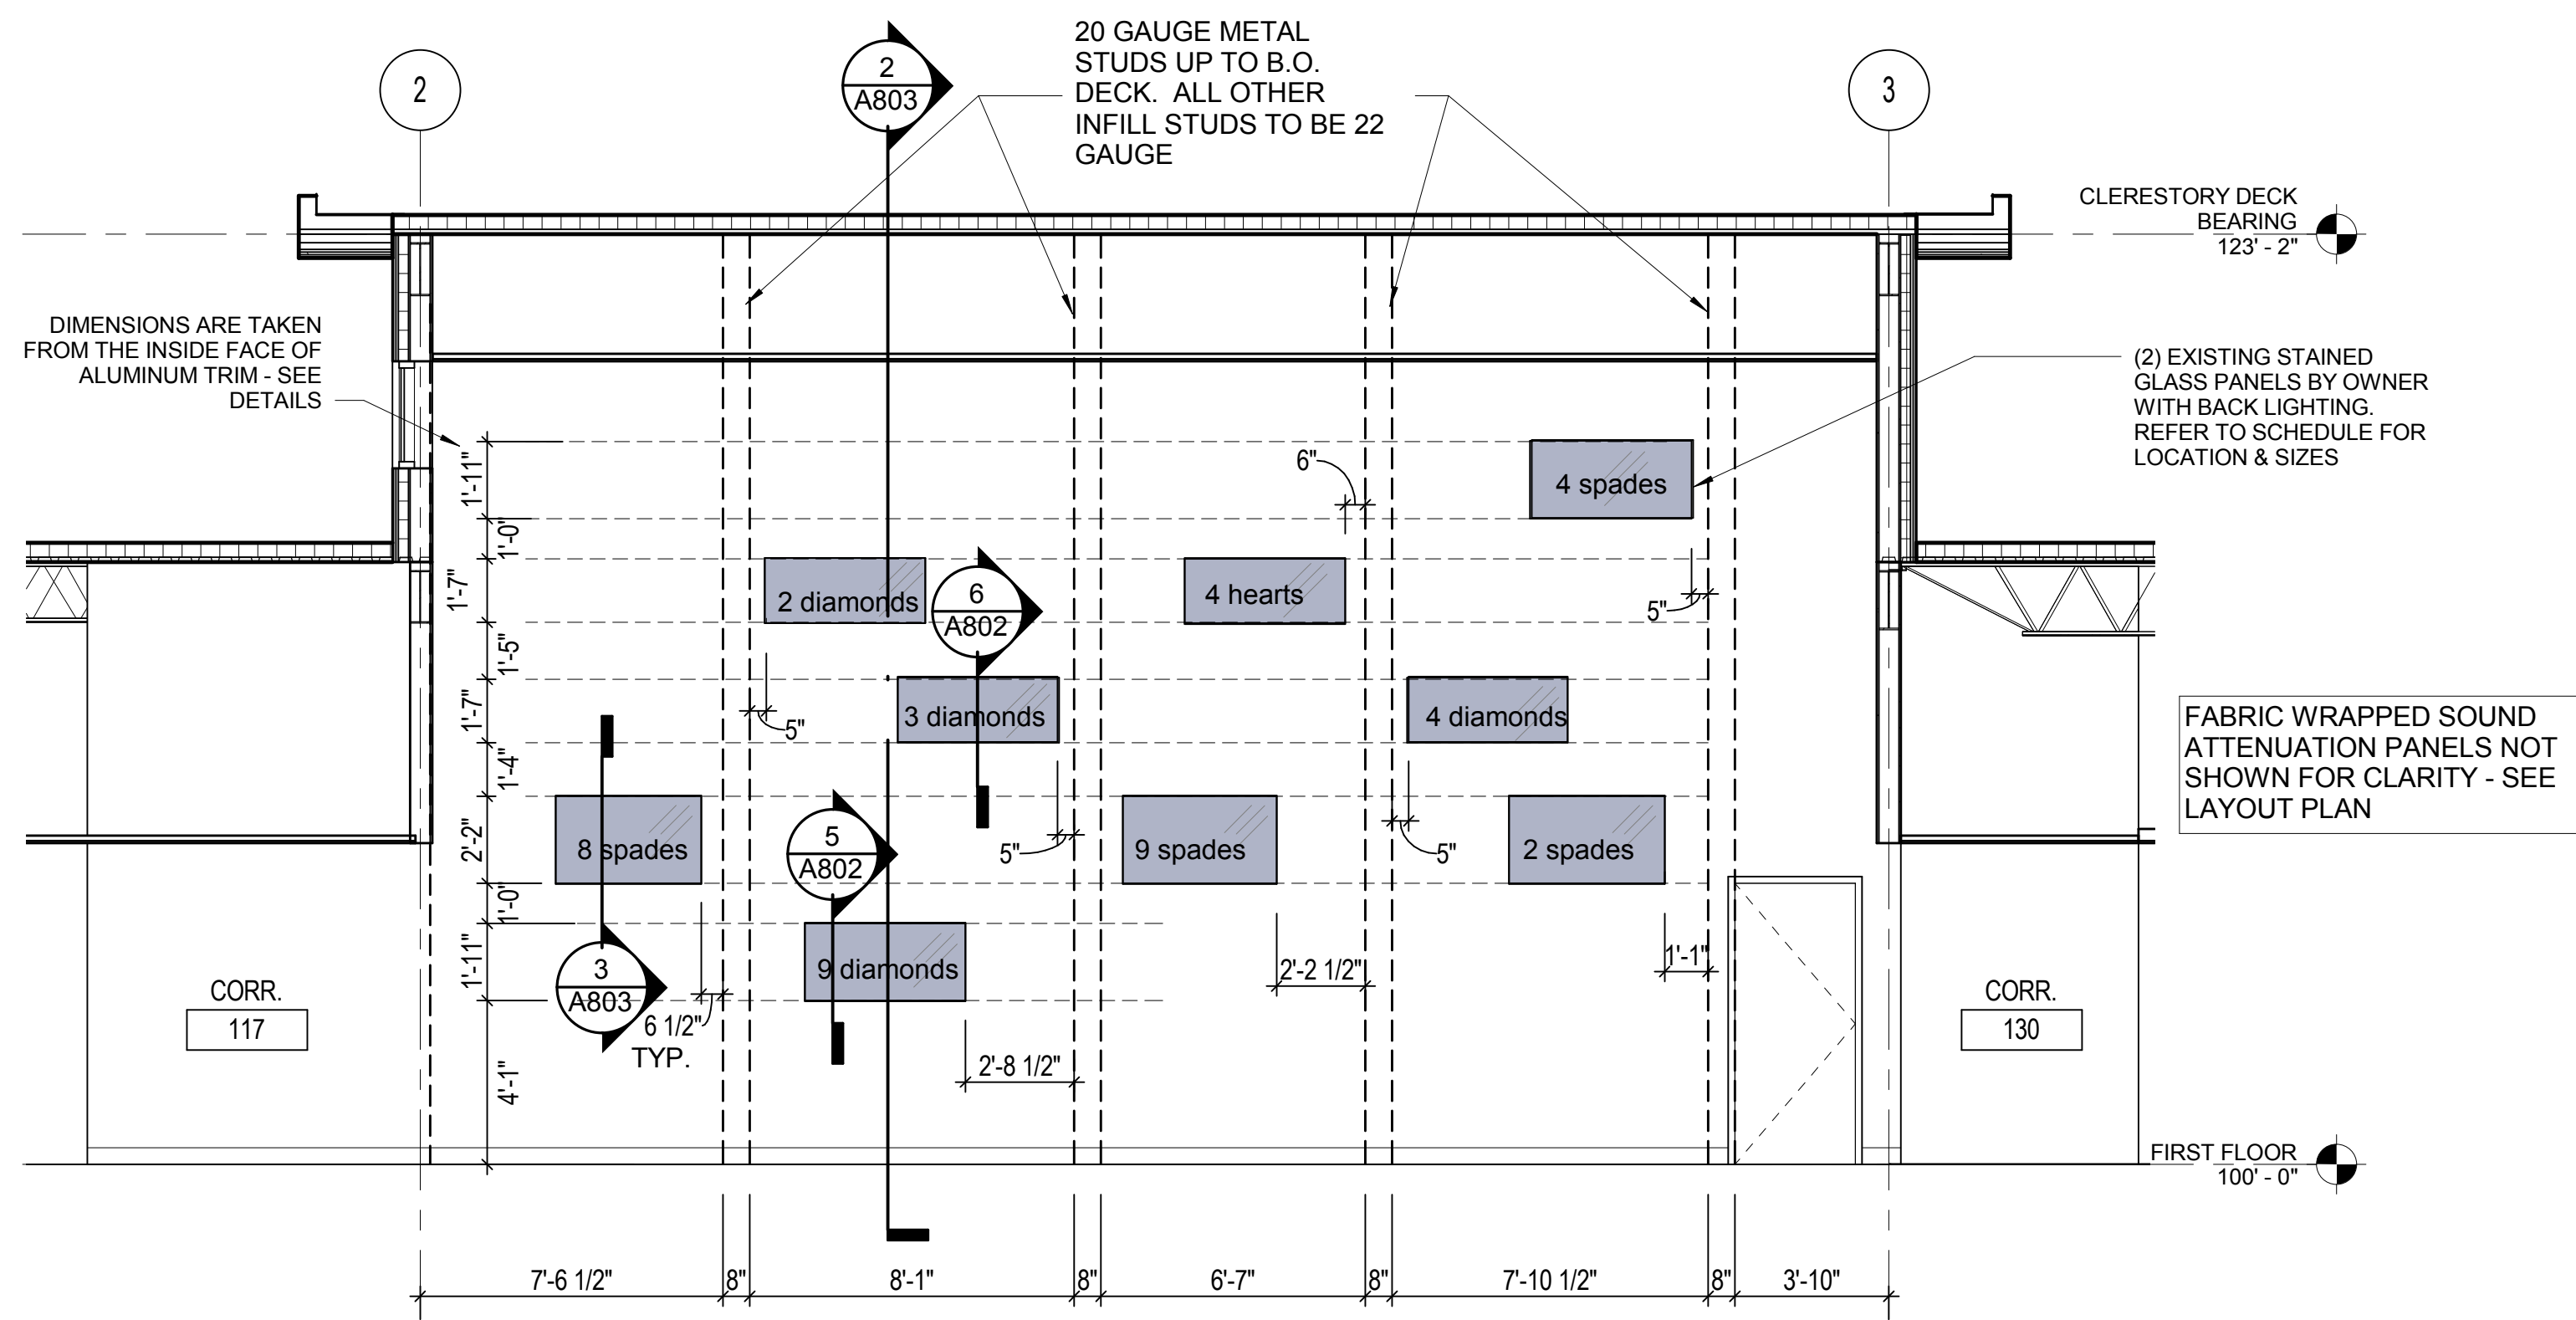 20 GAUGE METAL
STUDS UP TO B.O.
DECK.  ALL OTHER
INFILL STUDS TO BE 22
GAUGE
2
2
A803
3
CLERESTORY DECK
BEARING
123' - 2"
DIMENSIONS ARE TAKEN
FROM THE INSIDE FACE OF
ALUMINUM TRIM - SEE
DETAILS
(2) EXISTING STAINED
GLASS PANELS BY OWNER
WITH BACK LIGHTING.
REFER TO SCHEDULE FOR
LOCATION & SIZES
1'-11"
6"
4 spades
1'-0"
1'-7"
2 diamonds
6
A802
4 hearts
5"
1'-5"
1'-7"
5"
3 diamonds
4 diamonds
FABRIC WRAPPED SOUND
ATTENUATION PANELS NOT
SHOWN FOR CLARITY - SEE
LAYOUT PLAN
1'-4"
2'-2"
8 spades
5
A802
5"
9 spades
5"
2 spades
1'-0"
1'-11"
3
A803
9 diamonds
2'-2 1/2"
1'-1"
CORR.
117
6 1/2"
TYP.
CORR.
130
4'-1"
2'-8 1/2"
FIRST FLOOR
100' - 0"
7'-6 1/2"
8"
8'-1"
8"
6'-7"
8"
7'-10 1/2"
8"
3'-10"